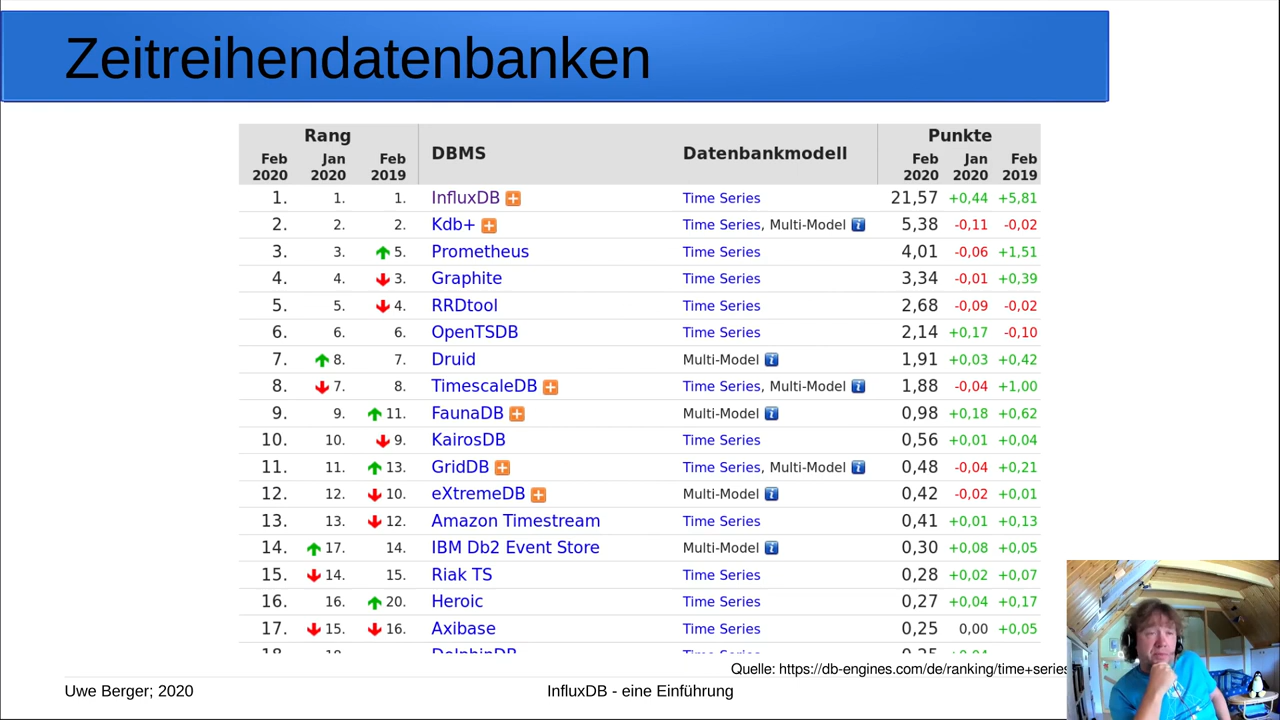 Zeitreihendatenbanken
Rang Punkte
Feb 2020 Jan 2020 Feb 2019 DBMS Datenbankmodell Feb 2020 Jan 2020 Feb 2019
1. 1. 1. InfluxDB Time Series 21,57 +0,44 +5,81
2. 2. 2. Kdb+ Time Series, Multi-Model 5,38 -0,11 -0,02
3. 3. 5. Prometheus Time Series 4,01 -0,06 +1,51
4. 4. 3. Graphite Time Series 3,34 -0,01 +0,39
5. 5. 4. RRDtool Time Series 2,68 -0,09 -0,02
6. 6. 6. OpenTSDB Time Series 2,14 +0,17 -0,10
7. 8. 7. Druid Multi-Model 1,91 +0,03 +0,42
8. 7. 8. TimescaleDB Time Series, Multi-Model 1,88 -0,04 +1,00
9. 9. 11. FaunaDB Multi-Model 0,98 +0,18 +0,62
10. 10. 9. KairosDB Time Series 0,56 +0,01 +0,04
11. 11. 13. GridDB Time Series, Multi-Model 0,48 -0,04 +0,21
12. 12. 10. eXtremeDB Multi-Model 0,42 -0,02 +0,01
13. 13. 12. Amazon Timestream Time Series 0,41 +0,01 +0,13
14. 17. 14. IBM Db2 Event Store Multi-Model 0,30 +0,08 +0,05
15. 14. 15. Riak TS Time Series 0,28 +0,02 +0,07
16. 16. 20. Heroic Time Series 0,27 +0,04 +0,17
17. 15. 16. Axibase Time Series 0,25 0,00 +0,05
Quelle: https://db-engines.com/de/ranking/time+series
Uwe Berger; 2020 InfluxDB - eine Einführung